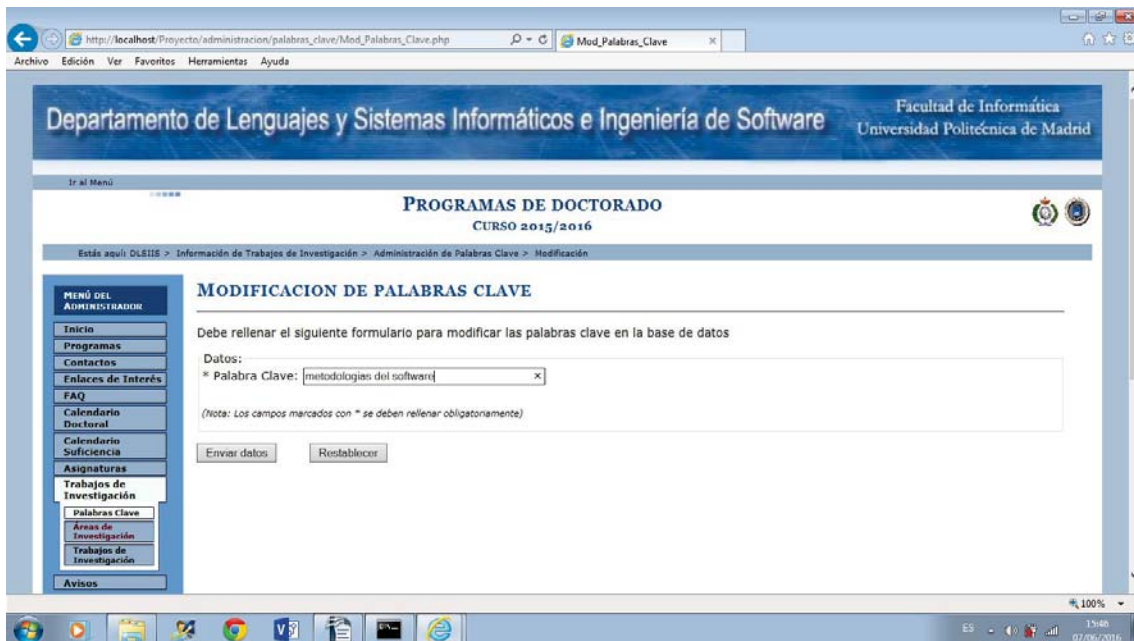 http://localhost/Proyecto/administracion/palabras_clave/Mod_Palabras_Clave.php
Mod_Palabras_Clave
Archivo Edición Ver Favoritos Herramientas Ayuda
Departamento de Lenguajes y Sistemas Informáticos e Ingeniería de Software
Facultad de Informática
Universidad Politécnica de Madrid
Ir al Menú
PROGRAMAS DE DOCTORADO
CURSO 2015/2016
Estás aquí: DLSIIS > Información de Trabajos de Investigación > Administración de Palabras Clave > Modificación
MENÚ DEL
ADMINISTRADOR
Inicio
Programas
Contactos
Enlaces de Interés
FAQ
Calendario
Doctoral
Calendario
Suficiencia
Asignaturas
Trabajos de
Investigación
Palabras Clave
Áreas de
Investigación
Trabajos de
Investigación
Avisos
MODIFICACION DE PALABRAS CLAVE
Debe rellenar el siguiente formulario para modificar las palabras clave en la base de datos
Datos:
* Palabra Clave: metodologias del software
(Nota: Los campos marcados con * se deben rellenar obligatoriamente)
Enviar datos Restablecer
100%
ES
15:46
07/06/2016